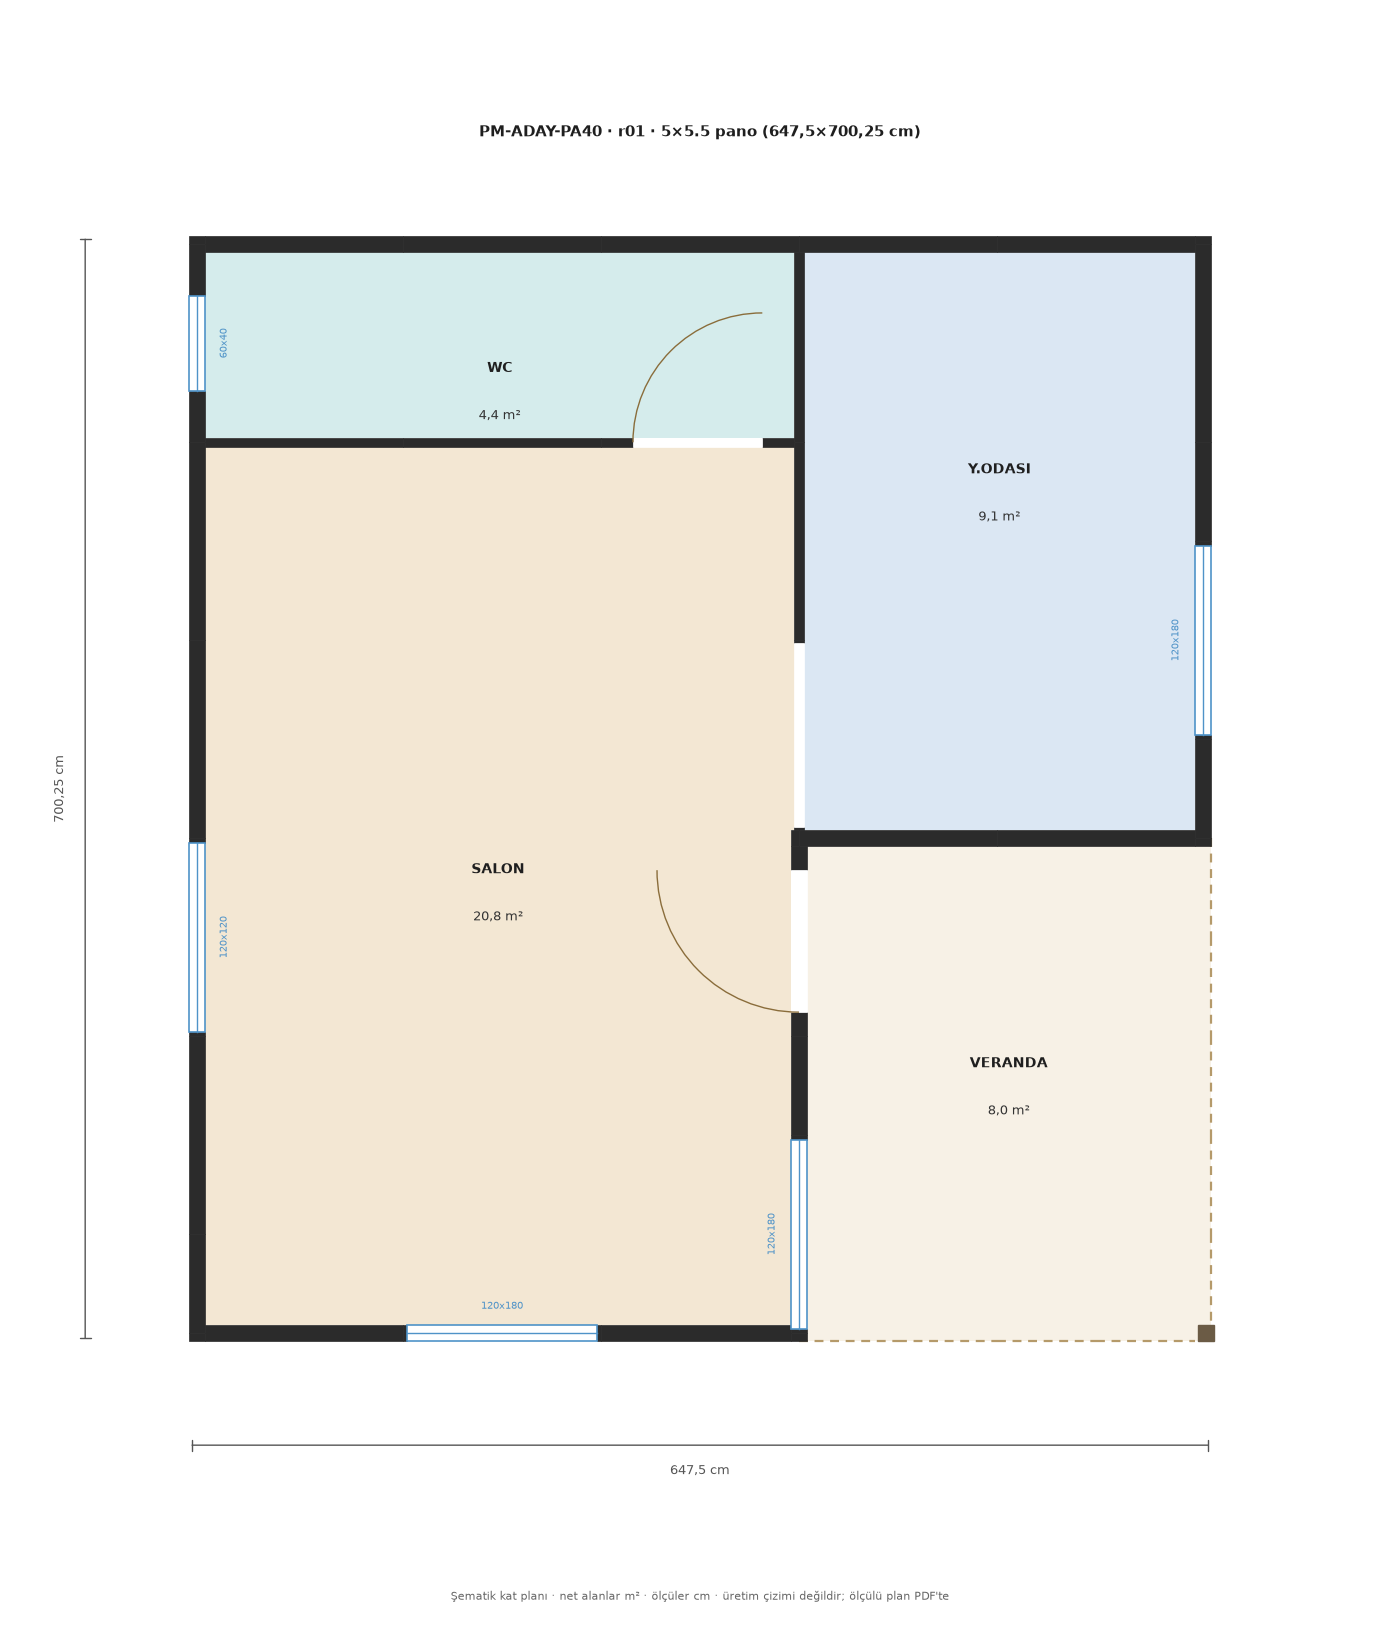 PM-ADAY-PA40 · r01 · 5×5.5 pano (647,5×700,25 cm)
60x40
WC
4,4 m²
Y.ODASI
9,1 m²
120x180
700,25 cm
SALON
20,8 m²
120x120
VERANDA
8,0 m²
120x180
120x180
647,5 cm
Şematik kat planı · net alanlar m² · ölçüler cm · üretim çizimi değildir; ölçülü plan PDF'te